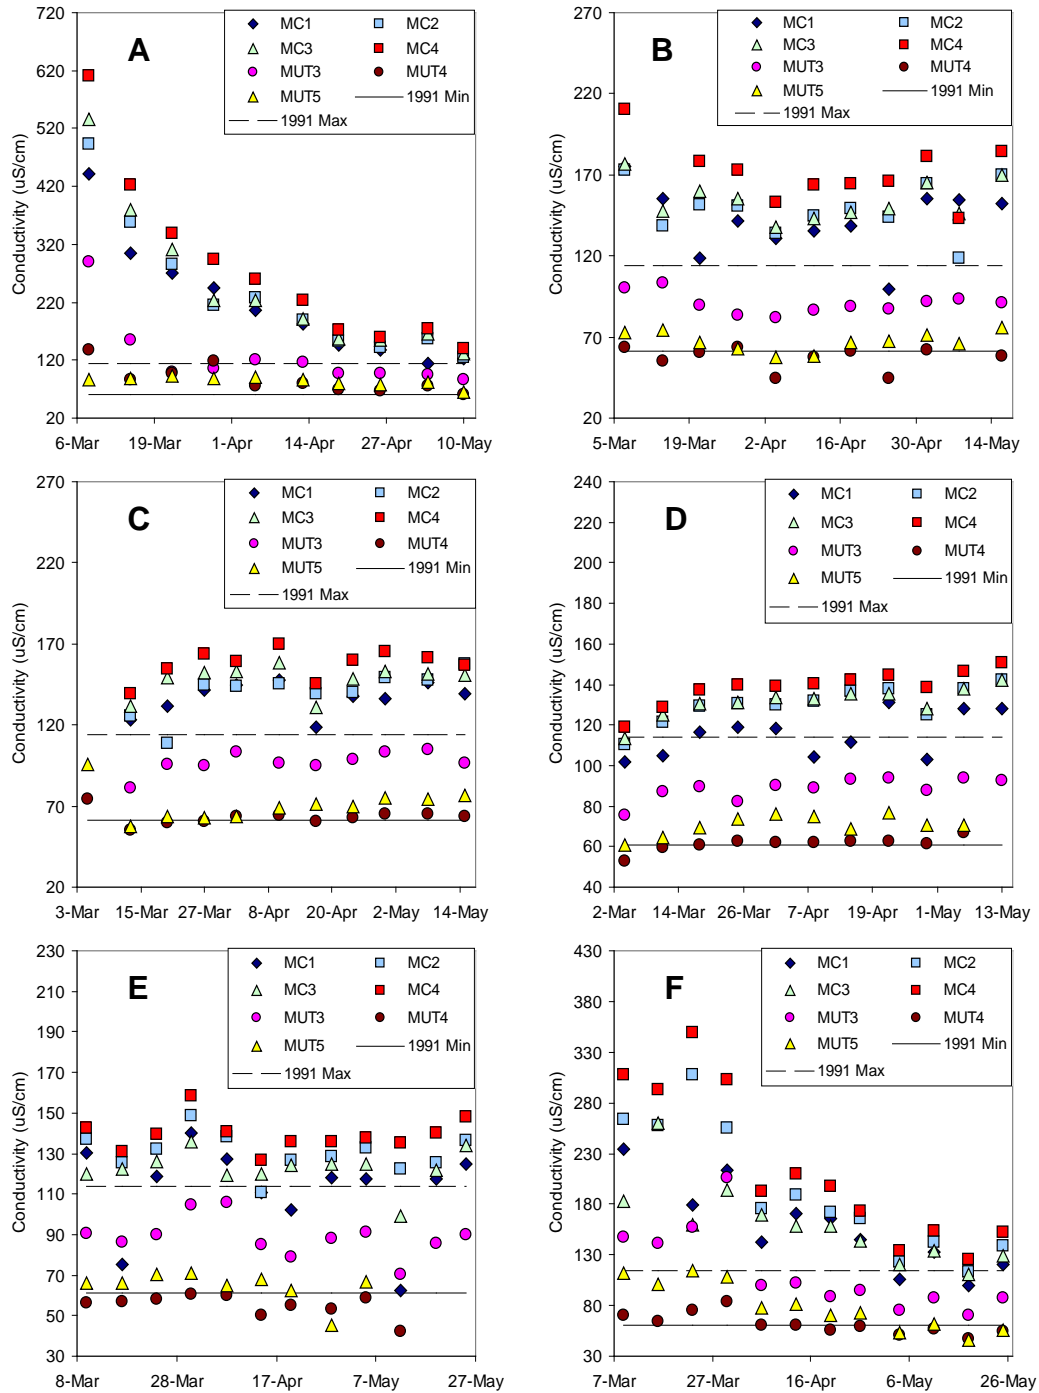 A
MC1 MC2
MC3 MC4
MUT3 MUT4
MUT5 1991 Min
1991 Max
Conductivity (uS/cm)
720
620
520
420
320
220
120
20
6-Mar 19-Mar 1-Apr 14-Apr 27-Apr 10-May
B
MC1 MC2
MC3 MC4
MUT3 MUT4
MUT5 1991 Min
1991 Max
Conductivity (uS/cm)
270
220
170
120
70
20
5-Mar 19-Mar 2-Apr 16-Apr 30-Apr 14-May
C
MC1 MC2
MC3 MC4
MUT3 MUT4
MUT5 1991 Min
1991 Max
Conductivity (uS/cm)
270
220
170
120
70
20
3-Mar 15-Mar 27-Mar 8-Apr 20-Apr 2-May 14-May
D
MC1 MC2
MC3 MC4
MUT3 MUT4
MUT5 1991 Min
1991 Max
Conductivity (uS/cm)
240
220
200
180
160
140
120
100
80
60
40
2-Mar 14-Mar 26-Mar 7-Apr 19-Apr 1-May 13-May
E
MC1 MC2
MC3 MC4
MUT3 MUT4
MUT5 1991 Min
1991 Max
Conductivity (uS/cm)
230
210
190
170
150
130
110
90
70
50
30
8-Mar 28-Mar 17-Apr 7-May 27-May
F
MC1 MC2
MC3 MC4
MUT3 MUT4
MUT5 1991 Min
1991 Max
Conductivity (uS/cm)
430
380
330
280
230
180
130
80
30
7-Mar 27-Mar 16-Apr 6-May 26-May